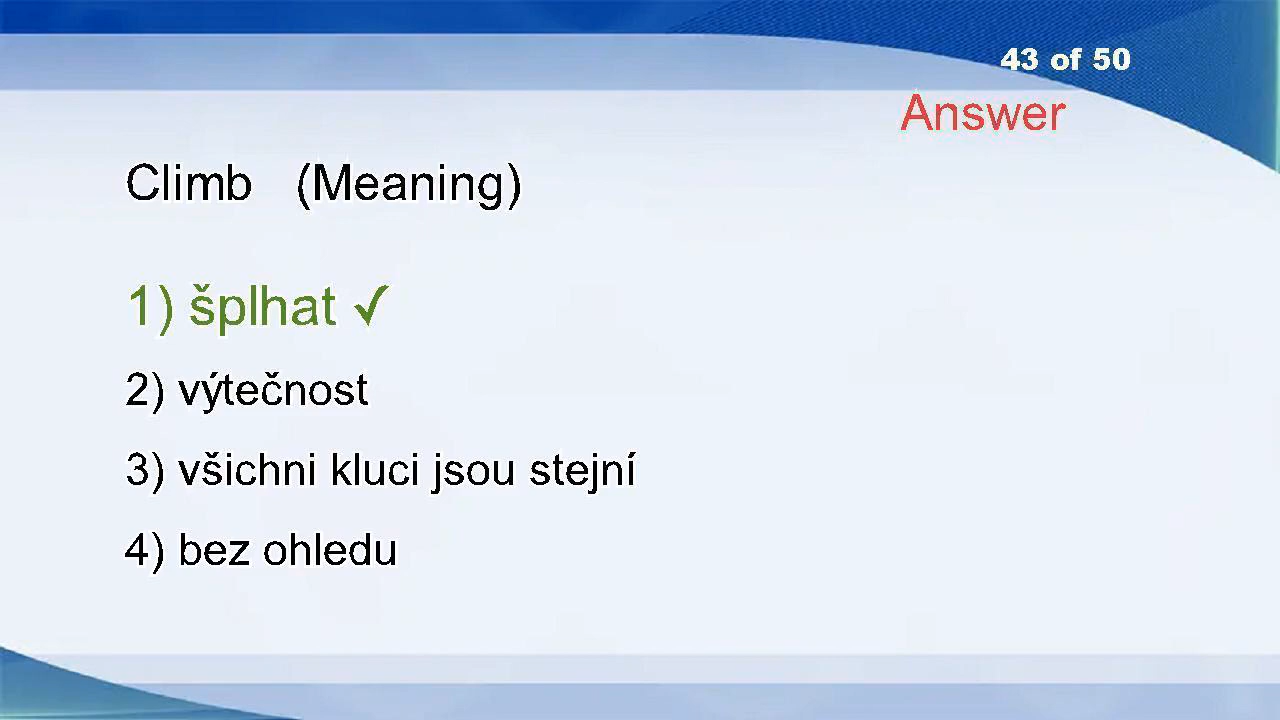 43 of 50
Answer
Climb (Meaning)
1) šplhat ✓
2) výtečnost
3) všichni kluci jsou stejní
4) bez ohledu